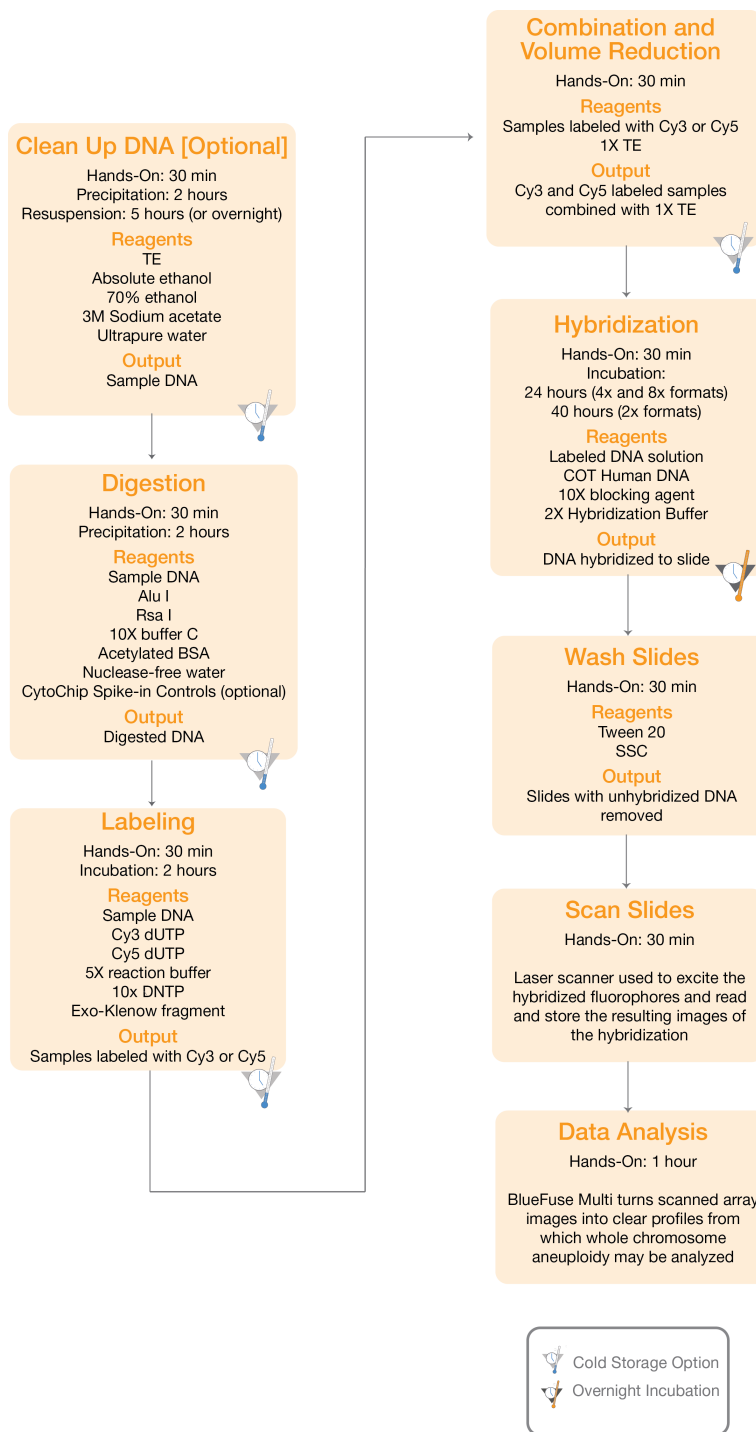 Clean Up DNA [Optional]
Hands-On: 30 min
Precipitation: 2 hours
Resuspension: 5 hours (or overnight)
Reagents
TE
Absolute ethanol
70% ethanol
3M Sodium acetate
Ultrapure water
Output
Sample DNA
Digestion
Hands-On: 30 min
Precipitation: 2 hours
Reagents
Sample DNA
Alu I
Rsa I
10X buffer C
Acetylated BSA
Nuclease-free water
CytoChip Spike-in Controls (optional)
Output
Digested DNA
Labeling
Hands-On: 30 min
Incubation: 2 hours
Reagents
Sample DNA
Cy3 dUTP
Cy5 dUTP
5X reaction buffer
10x DNTP
Exo-Klenow fragment
Output
Samples labeled with Cy3 or Cy5
Combination and
Volume Reduction
Hands-On: 30 min
Reagents
Samples labeled with Cy3 or Cy5
1X TE
Output
Cy3 and Cy5 labeled samples
combined with 1X TE
Hybridization
Hands-On: 30 min
Incubation:
24 hours (4x and 8x formats)
40 hours (2x formats)
Reagents
Labeled DNA solution
COT Human DNA
10X blocking agent
2X Hybridization Buffer
Output
DNA hybridized to slide
Wash Slides
Hands-On: 30 min
Reagents
Tween 20
SSC
Output
Slides with unhybridized DNA
removed
Scan Slides
Hands-On: 30 min
Laser scanner used to excite the
hybridized fluorophores and read
and store the resulting images of
the hybridization
Data Analysis
Hands-On: 1 hour
BlueFuse Multi turns scanned array
images into clear profiles from
which whole chromosome
aneuploidy may be analyzed
Cold Storage Option
Overnight Incubation